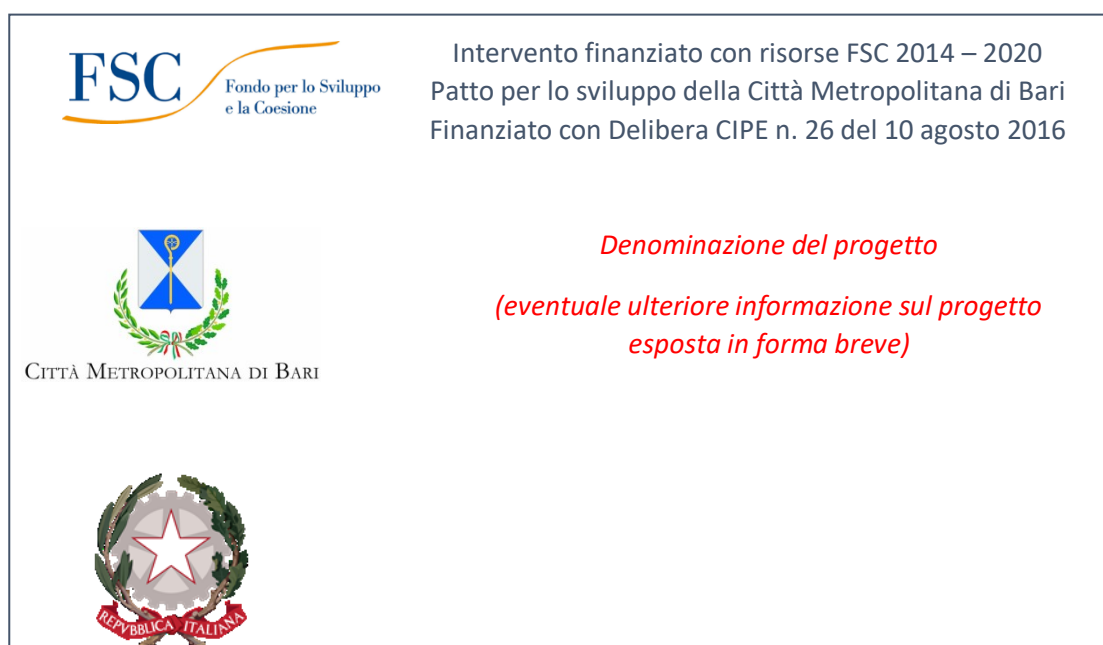 FSC
Fondo per lo Sviluppo
e la Coesione
Intervento finanziato con risorse FSC 2014 – 2020
Patto per lo sviluppo della Città Metropolitana di Bari
Finanziato con Delibera CIPE n. 26 del 10 agosto 2016
Denominazione del progetto
(eventuale ulteriore informazione sul progetto
esposta in forma breve)
CITTÀ METROPOLITANA DI BARI
REPVBBLICA ITALIANA